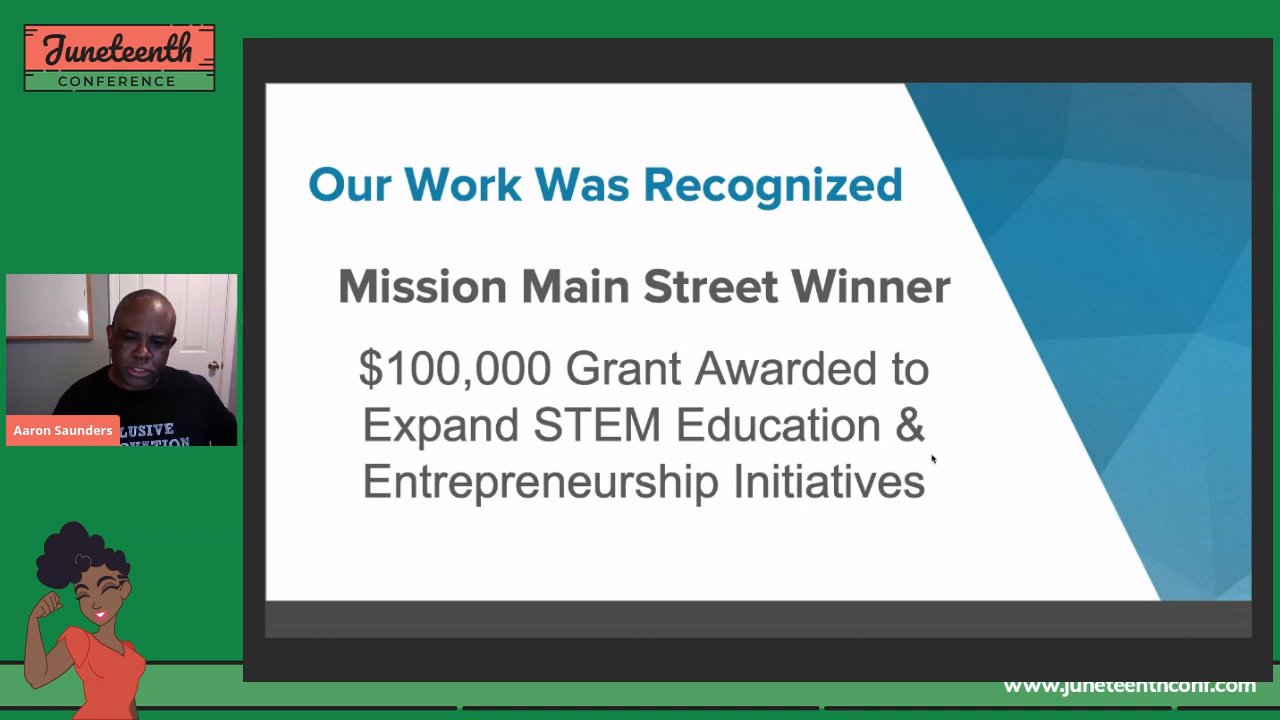 Juneteenth
CONFERENCE
Our Work Was Recognized
Mission Main Street Winner
$100,000 Grant Awarded to
Expand STEM Education &
Entrepreneurship Initiatives
Aaron Saunders
www.juneteenthconf.com